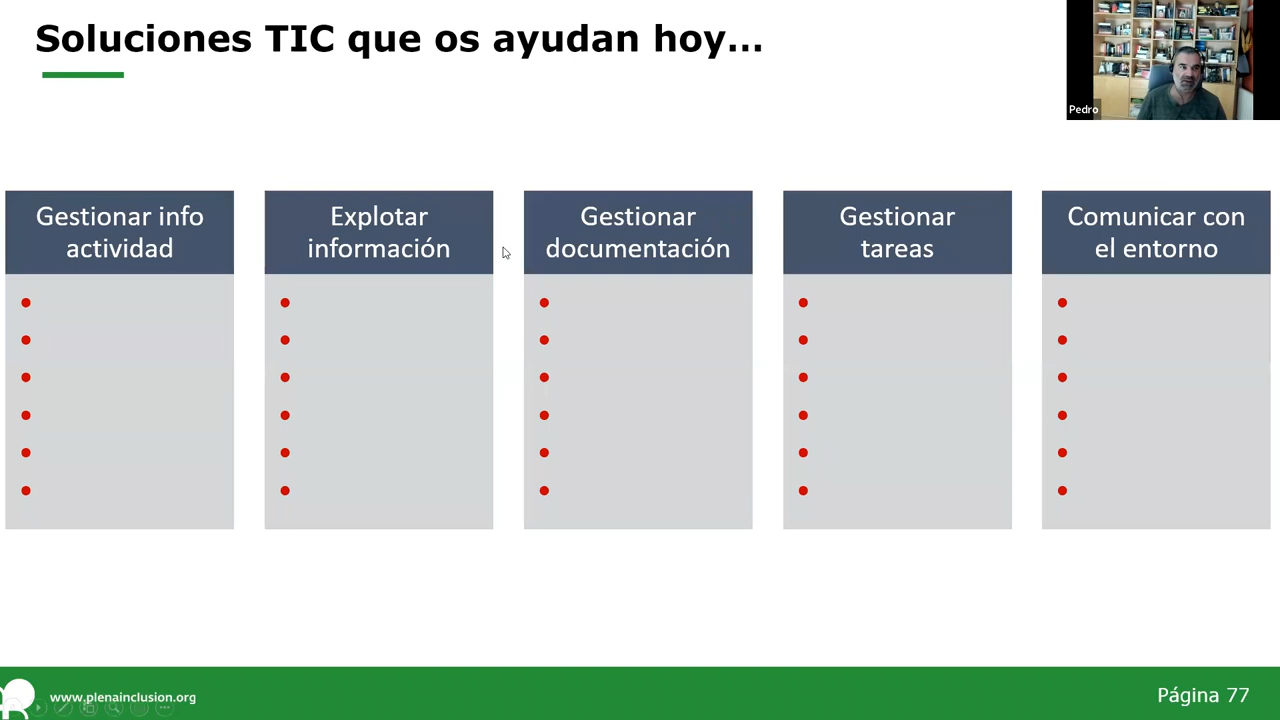 Soluciones TIC que os ayudan hoy...
Pedro
Gestionar info
actividad
Explotar
información
Gestionar
documentación
Gestionar
tareas
Comunicar con
el entorno
www.plenainclusion.org
Página 77